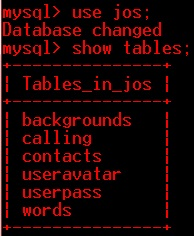 mysql> use jos;
Database changed
mysql> show tables;
+----------------+
| Tables_in_jos |
+----------------+
| backgrounds |
| calling |
| contacts |
| useravatar |
| userpass |
| words |
+----------------+